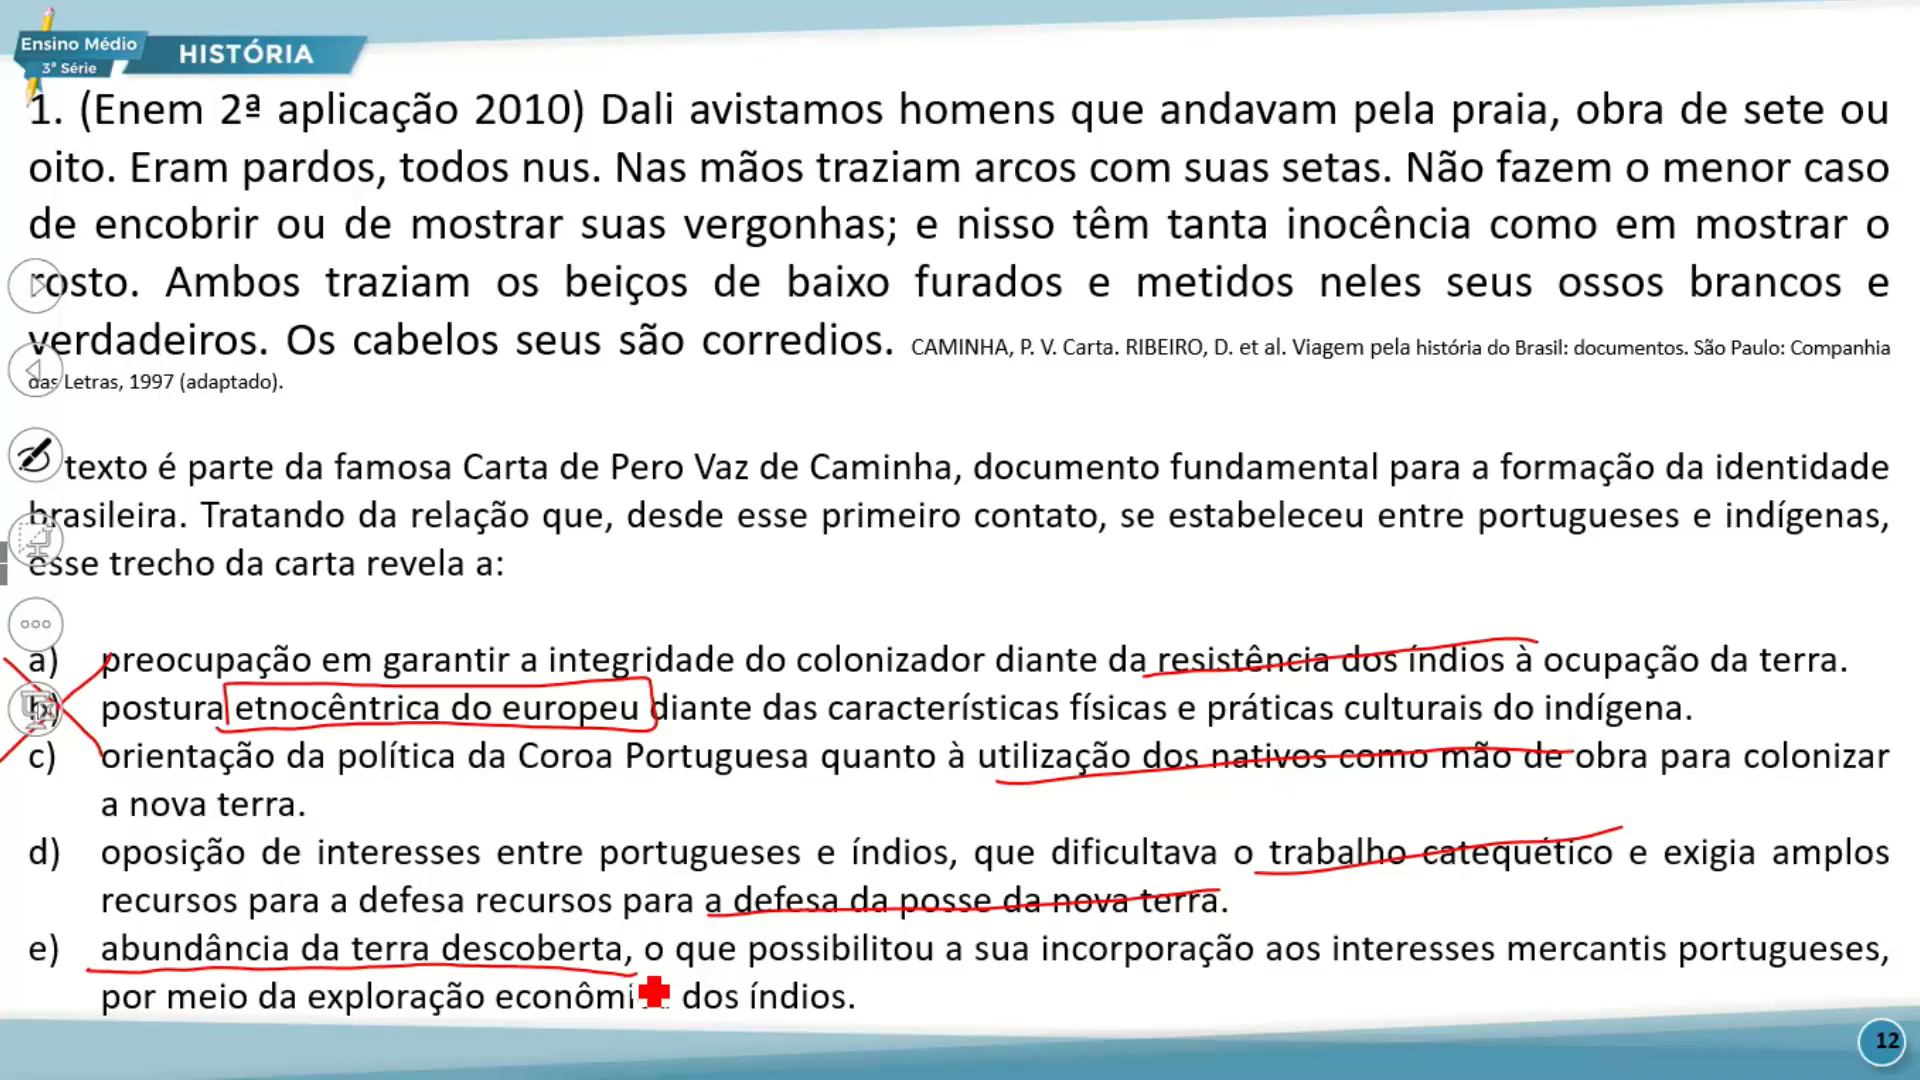 Ensino Médio
3ª Série
HISTÓRIA
1. (Enem 2ª aplicação 2010) Dali avistamos homens que andavam pela praia, obra de sete ou
oito. Eram pardos, todos nus. Nas mãos traziam arcos com suas setas. Não fazem o menor caso
de encobrir ou de mostrar suas vergonhas; e nisso têm tanta inocência como em mostrar o
rosto. Ambos traziam os beiços de baixo furados e metidos neles seus ossos brancos e
verdadeiros. Os cabelos seus são corredios. CAMINHA, P. V. Carta. RIBEIRO, D. et al. Viagem pela história do Brasil: documentos. São Paulo: Companhia
das Letras, 1997 (adaptado).
texto é parte da famosa Carta de Pero Vaz de Caminha, documento fundamental para a formação da identidade
brasileira. Tratando da relação que, desde esse primeiro contato, se estabeleceu entre portugueses e indígenas,
esse trecho da carta revela a:
a) preocupação em garantir a integridade do colonizador diante da resistência dos índios à ocupação da terra.
b) postura etnocêntrica do europeu diante das características físicas e práticas culturais do indígena.
c) orientação da política da Coroa Portuguesa quanto à utilização dos nativos como mão de obra para colonizar
a nova terra.
d) oposição de interesses entre portugueses e índios, que dificultava o trabalho catequético e exigia amplos
recursos para a defesa recursos para a defesa da posse da nova terra.
e) abundância da terra descoberta, o que possibilitou a sua incorporação aos interesses mercantis portugueses,
por meio da exploração dos índios.
12